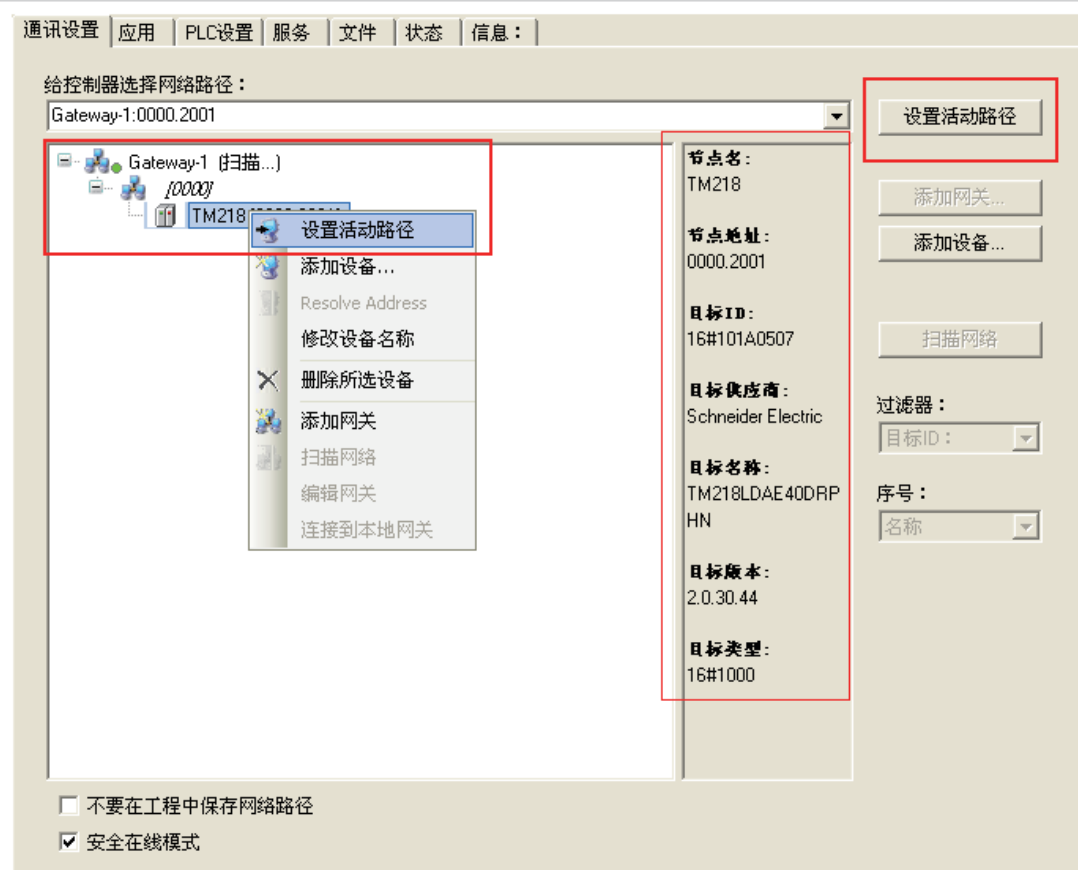 通讯设置 应用 PLC设置 服务 文件 状态 信息：
给控制器选择网络路径：
Gateway-1:0000.2001
设置活动路径
Gateway-1 (扫描...)
[0000]
TM218
设置活动路径
添加设备...
Resolve Address
修改设备名称
删除所选设备
添加网关
扫描网络
编辑网关
连接到本地网关
节点名:
TM218
节点地址:
0000.2001
目标ID:
16#101A0507
目标供应商:
Schneider Electric
目标名称:
TM218LDAE40DRP
HN
目标版本:
2.0.30.44
目标类型:
16#1000
添加网关...
添加设备...
扫描网络
过滤器：
目标ID：
序号：
名称
不要在工程中保存网络路径
安全在线模式